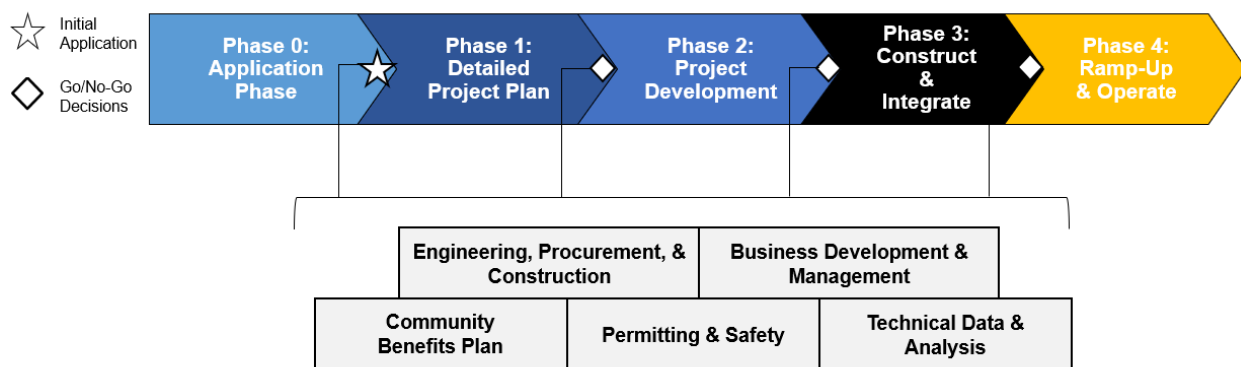 Initial
Application
Go/No-Go
Decisions
Phase 0:
Application
Phase
Phase 1:
Detailed
Project Plan
Phase 2:
Project
Development
Phase 3:
Construct
&
Integrate
Phase 4:
Ramp-Up
& Operate
Engineering, Procurement, &
Construction
Business Development &
Management
Community
Benefits Plan
Permitting & Safety
Technical Data &
Analysis